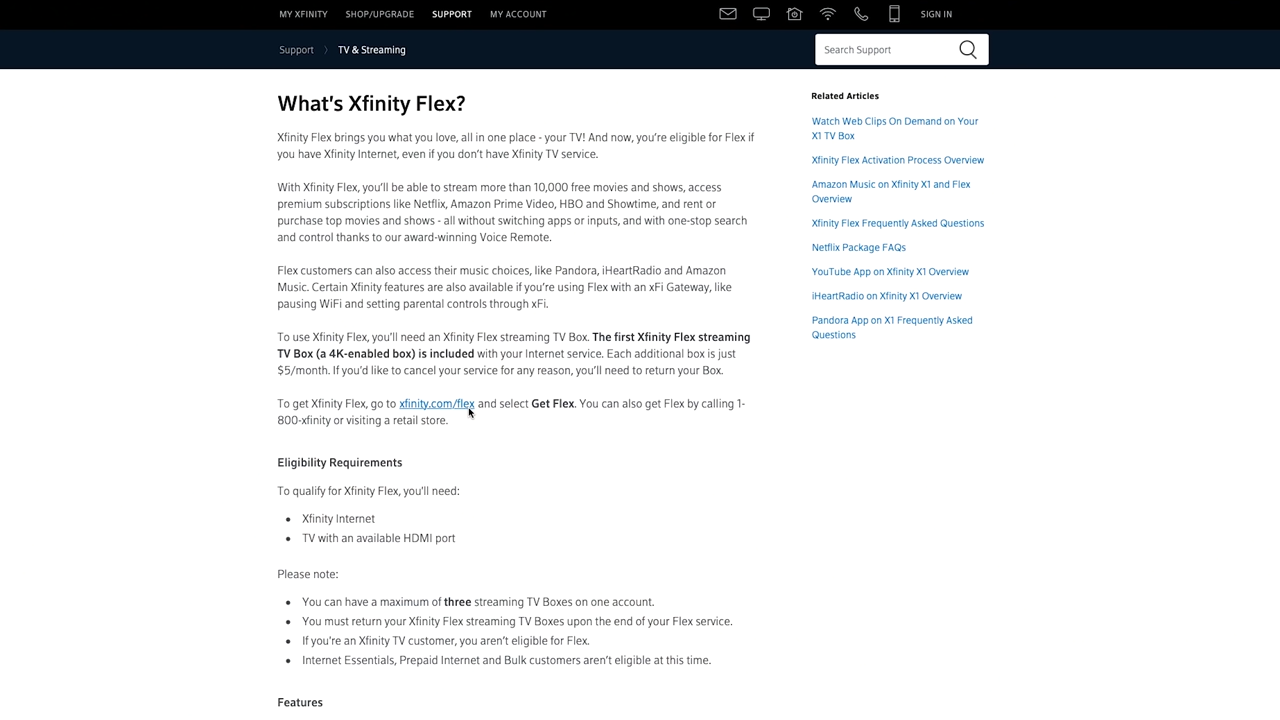 MY XFINITY SHOP/UPGRADE SUPPORT MY ACCOUNT SIGN IN
Support TV & Streaming
Search Support
What's Xfinity Flex?
Xfinity Flex brings you what you love, all in one place - your TV! And now, you're eligible for Flex if
you have Xfinity Internet, even if you don't have Xfinity TV service.
With Xfinity Flex, you'll be able to stream more than 10,000 free movies and shows, access
premium subscriptions like Netflix, Amazon Prime Video, HBO and Showtime, and rent or
purchase top movies and shows - all without switching apps or inputs, and with one-stop search
and control thanks to our award-winning Voice Remote.
Flex customers can also access their music choices, like Pandora, iHeartRadio and Amazon
Music. Certain Xfinity features are also available if you're using Flex with an xFi Gateway, like
pausing WiFi and setting parental controls through xFi.
To use Xfinity Flex, you'll need an Xfinity Flex streaming TV Box. The first Xfinity Flex streaming
TV Box (a 4K-enabled box) is included with your Internet service. Each additional box is just
$5/month. If you'd like to cancel your service for any reason, you'll need to return your Box.
To get Xfinity Flex, go to xfinity.com/flex and select Get Flex. You can also get Flex by calling 1-
800-xfinity or visiting a retail store.
Eligibility Requirements
To qualify for Xfinity Flex, you'll need:
• Xfinity Internet
• TV with an available HDMI port
Please note:
• You can have a maximum of three streaming TV Boxes on one account.
• You must return your Xfinity Flex streaming TV Boxes upon the end of your Flex service.
• If you're an Xfinity TV customer, you aren't eligible for Flex.
• Internet Essentials, Prepaid Internet and Bulk customers aren't eligible at this time.
Features
Related Articles
Watch Web Clips On Demand on Your
X1 TV Box
Xfinity Flex Activation Process Overview
Amazon Music on Xfinity X1 and Flex
Overview
Xfinity Flex Frequently Asked Questions
Netflix Package FAQs
YouTube App on Xfinity X1 Overview
iHeartRadio on Xfinity X1 Overview
Pandora App on X1 Frequently Asked
Questions